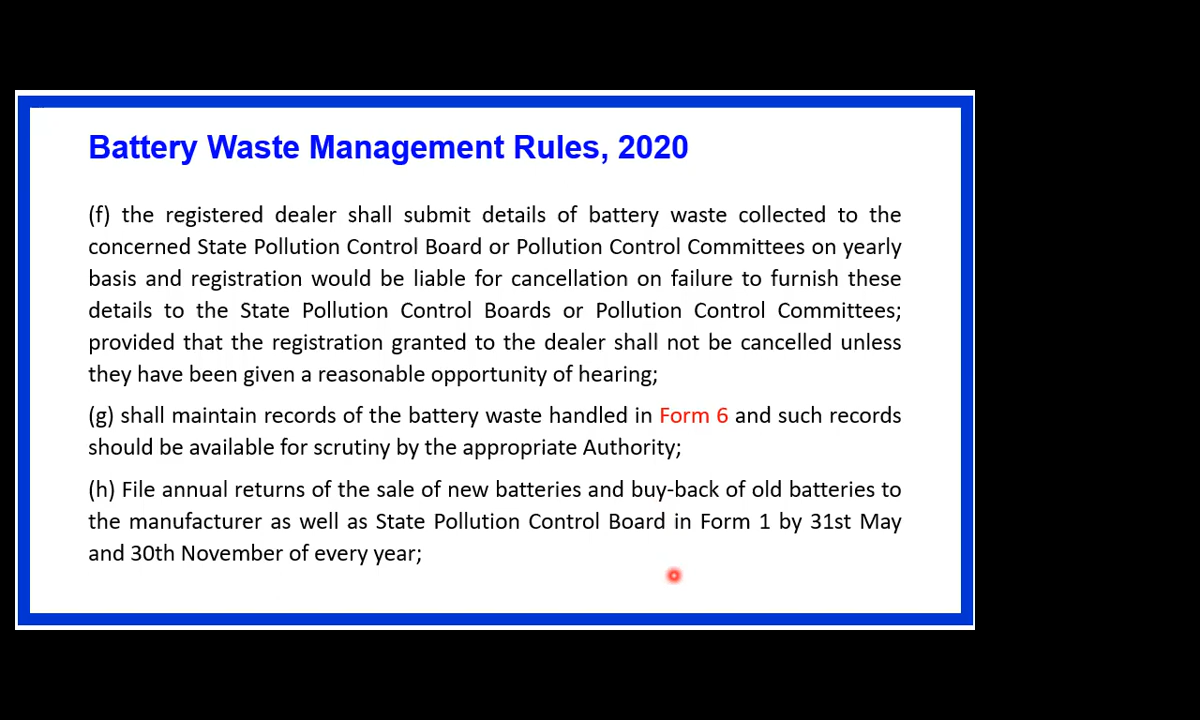 Battery Waste Management Rules, 2020
(f) the registered dealer shall submit details of battery waste collected to the
concerned State Pollution Control Board or Pollution Control Committees on yearly
basis and registration would be liable for cancellation on failure to furnish these
details to the State Pollution Control Boards or Pollution Control Committees;
provided that the registration granted to the dealer shall not be cancelled unless
they have been given a reasonable opportunity of hearing;
(g) shall maintain records of the battery waste handled in Form 6 and such records
should be available for scrutiny by the appropriate Authority;
(h) File annual returns of the sale of new batteries and buy-back of old batteries to
the manufacturer as well as State Pollution Control Board in Form 1 by 31st May
and 30th November of every year;